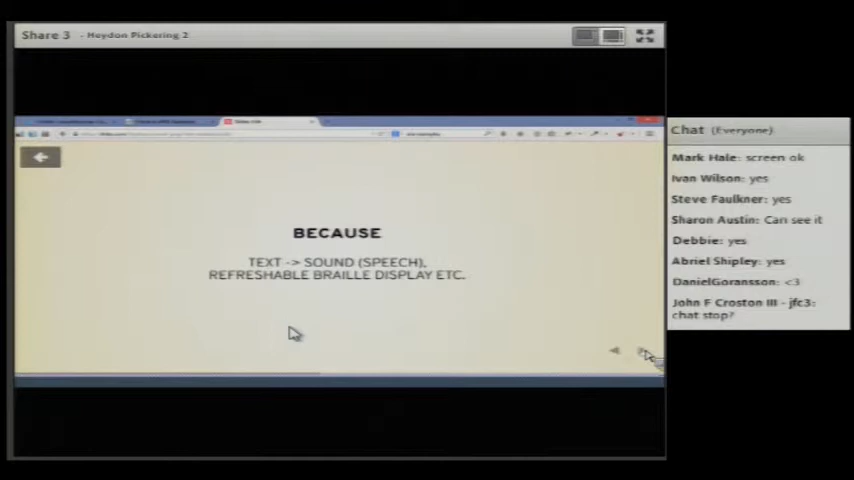 Share 3 - Heydon Pickering 2
BECAUSE
TEXT -> SOUND (SPEECH),
REFRESHABLE BRAILLE DISPLAY ETC.
Chat (Everyone)
Mark Hale: screen ok
Ivan Wilson: yes
Steve Faulkner: yes
Sharon Austin: Can see it
Debbie: yes
Abriel Shipley: yes
DanielGoransson: <3
John F Croston III - jfc3:
chat stop?